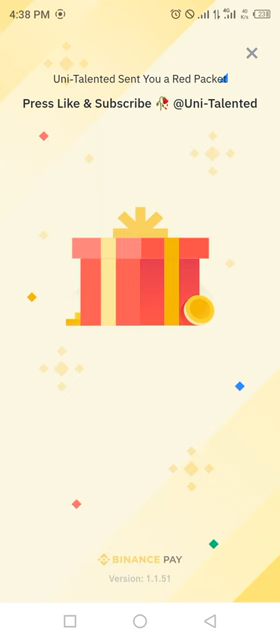 4:38 PM
Uni-Talented Sent You a Red Packet
Press Like & Subscribe 🥀 @Uni-Talented
BINANCE PAY
Version: 1.1.51